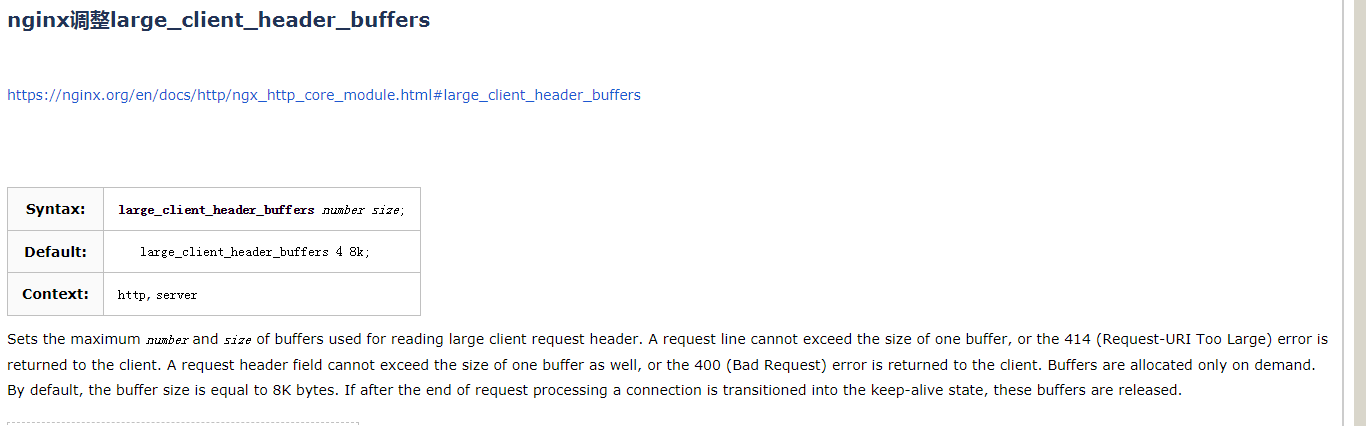 nginx调整large_client_header_buffers
https://nginx.org/en/docs/http/ngx_http_core_module.html#large_client_header_buffers
Syntax: large_client_header_buffers number size;
Default: large_client_header_buffers 4 8k;
Context: http, server
Sets the maximum number and size of buffers used for reading large client request header. A request line cannot exceed the size of one buffer, or the 414 (Request-URI Too Large) error is
returned to the client. A request header field cannot exceed the size of one buffer as well, or the 400 (Bad Request) error is returned to the client. Buffers are allocated only on demand.
By default, the buffer size is equal to 8K bytes. If after the end of request processing a connection is transitioned into the keep-alive state, these buffers are released.